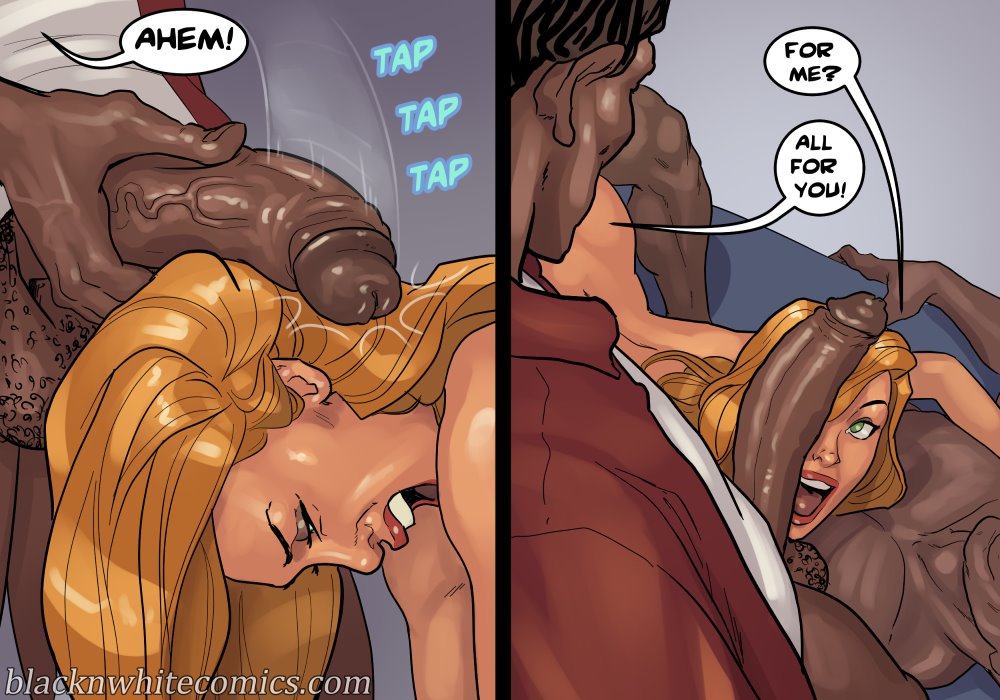 AHEM!
TAP
TAP
TAP
FOR
ME?
ALL
FOR
YOU!
blacknwhitecomics.com